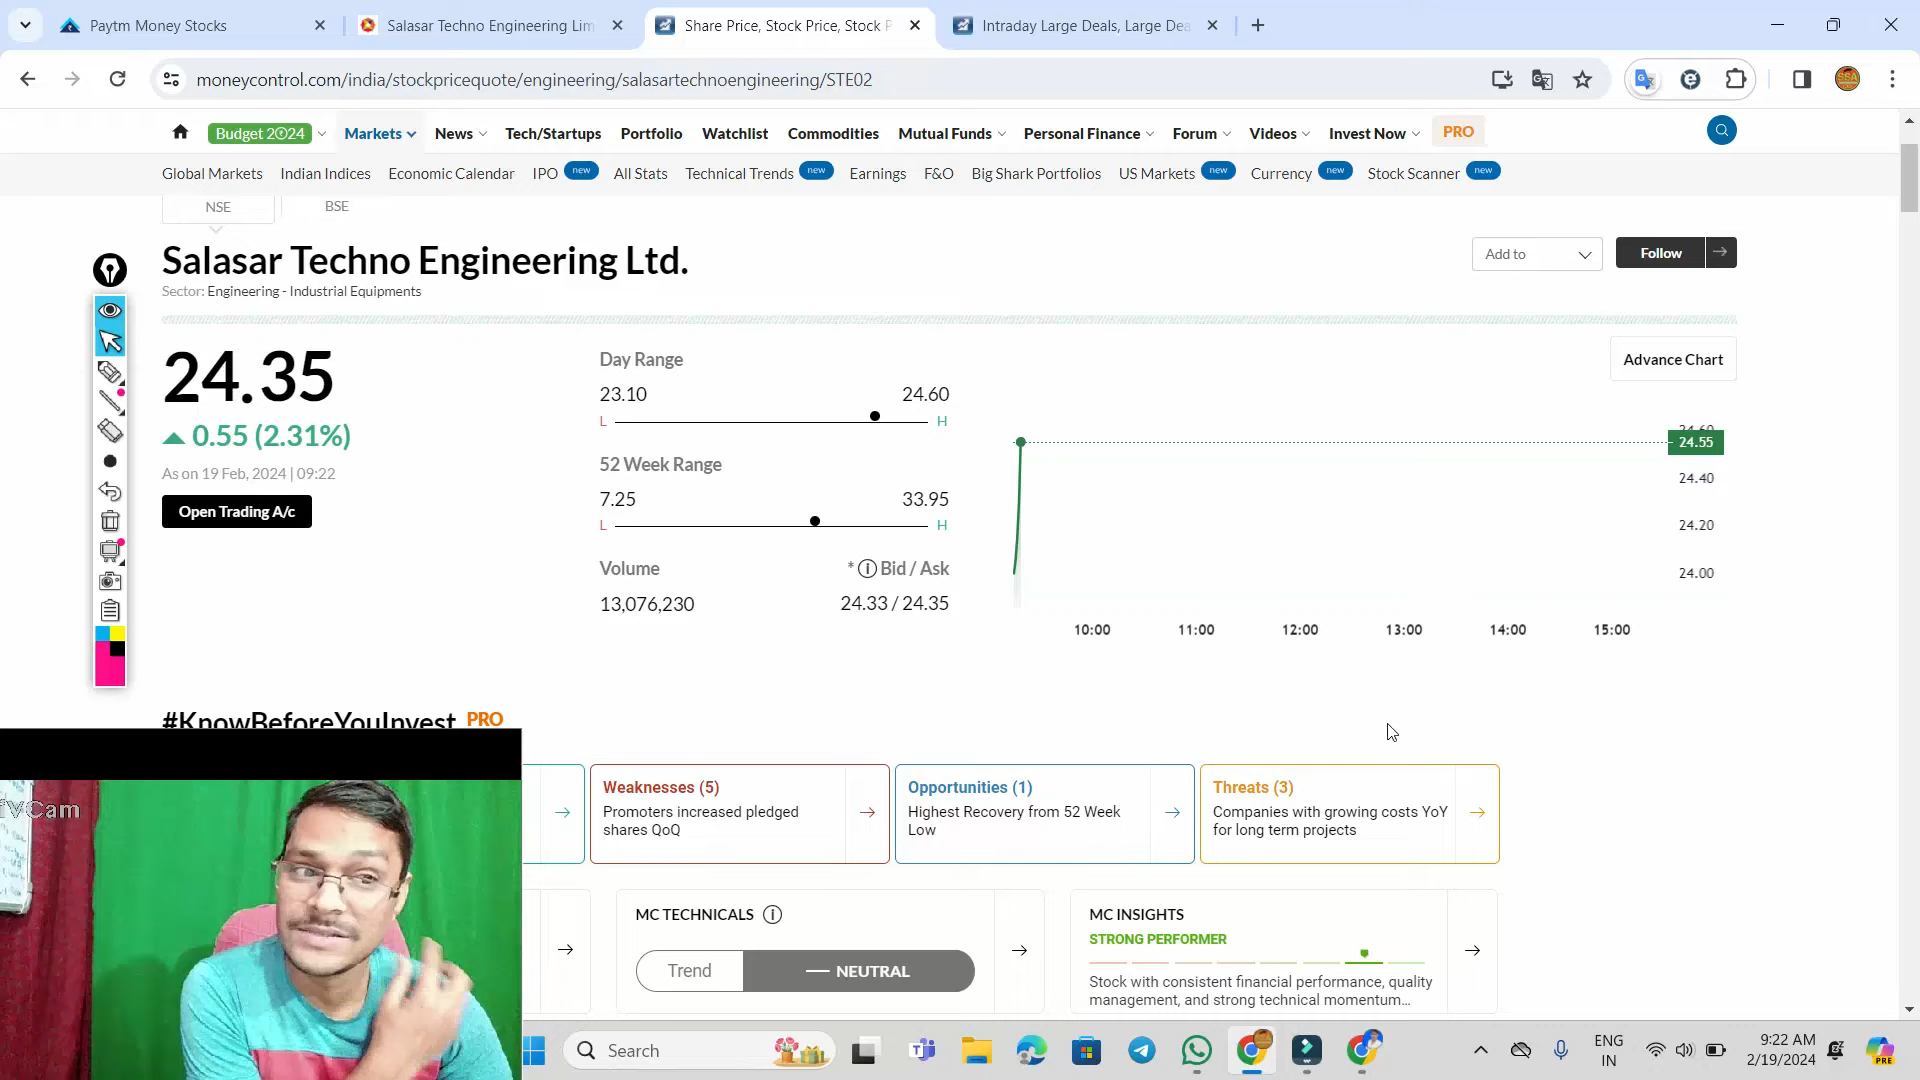 Paytm Money Stocks
Salasar Techno Engineering Lim
Share Price, Stock Price, Stock P
Intraday Large Deals, Large Dea
moneycontrol.com/india/stockpricequote/engineering/salasartechnoengineering/STE02
Budget 2024
Markets
News
Tech/Startups
Portfolio
Watchlist
Commodities
Mutual Funds
Personal Finance
Forum
Videos
Invest Now
PRO
Global Markets
Indian Indices
Economic Calendar
IPO new
All Stats
Technical Trends new
Earnings
F&O
Big Shark Portfolios
US Markets new
Currency new
Stock Scanner new
NSE
BSE
Salasar Techno Engineering Ltd.
Sector: Engineering - Industrial Equipments
Add to
Follow
24.35
0.55 (2.31%)
As on 19 Feb, 2024 | 09:22
Open Trading A/c
Day Range
23.10 24.60
L H
52 Week Range
7.25 33.95
L H
Volume
* Bid / Ask
13,076,230
24.33 / 24.35
Advance Chart
24.60
24.55
24.40
24.20
24.00
10:00 11:00 12:00 13:00 14:00 15:00
#KnowBeforeYouInvest PRO
Weaknesses (5)
Promoters increased pledged
shares QoQ
Opportunities (1)
Highest Recovery from 52 Week
Low
Threats (3)
Companies with growing costs YoY
for long term projects
MC TECHNICALS
Trend
NEUTRAL
MC INSIGHTS
STRONG PERFORMER
Stock with consistent financial performance, quality
management, and strong technical momentum...
VCam
Search
ENG
IN
9:22 AM
2/19/2024
PRE